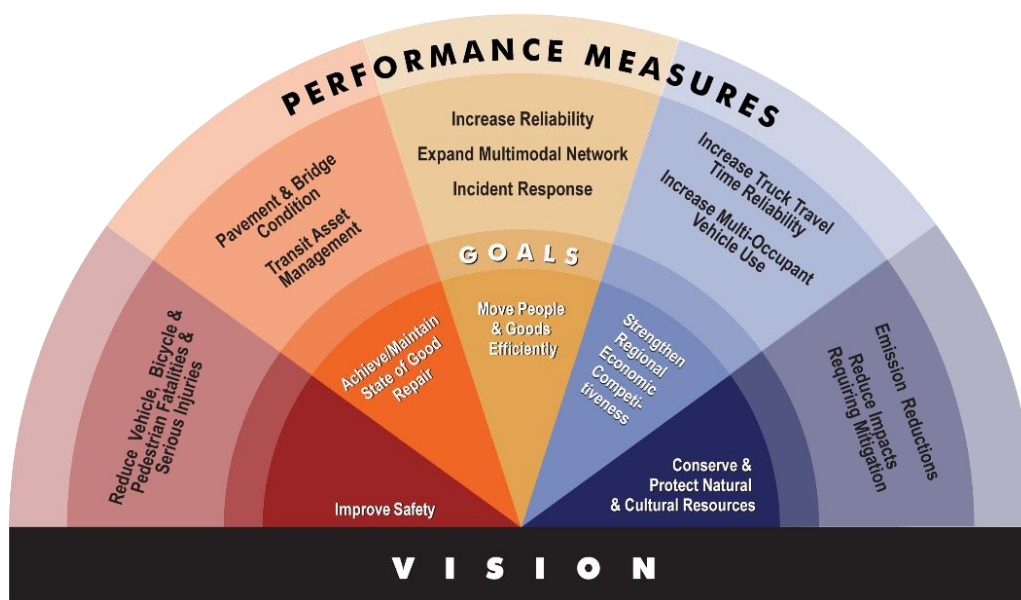 PERFORMANCE MEASURES
Reduce Vehicle, Bicycle &
Pedestrian Fatalities &
Serious Injuries
Pavement & Bridge
Condition
Transit Asset
Management
Increase Reliability
Expand Multimodal Network
Incident Response
Increase Truck Travel
Time Reliability
Increase Multi-Occupant
Vehicle Use
Emission Reductions
Reduce Impacts
Requiring Mitigation
GOALS
Improve Safety
Achieve/Maintain
State of Good
Repair
Move People
& Goods
Efficiently
Strengthen
Regional
Economic
Competi-
tiveness
Conserve &
Protect Natural
& Cultural Resources
VISION